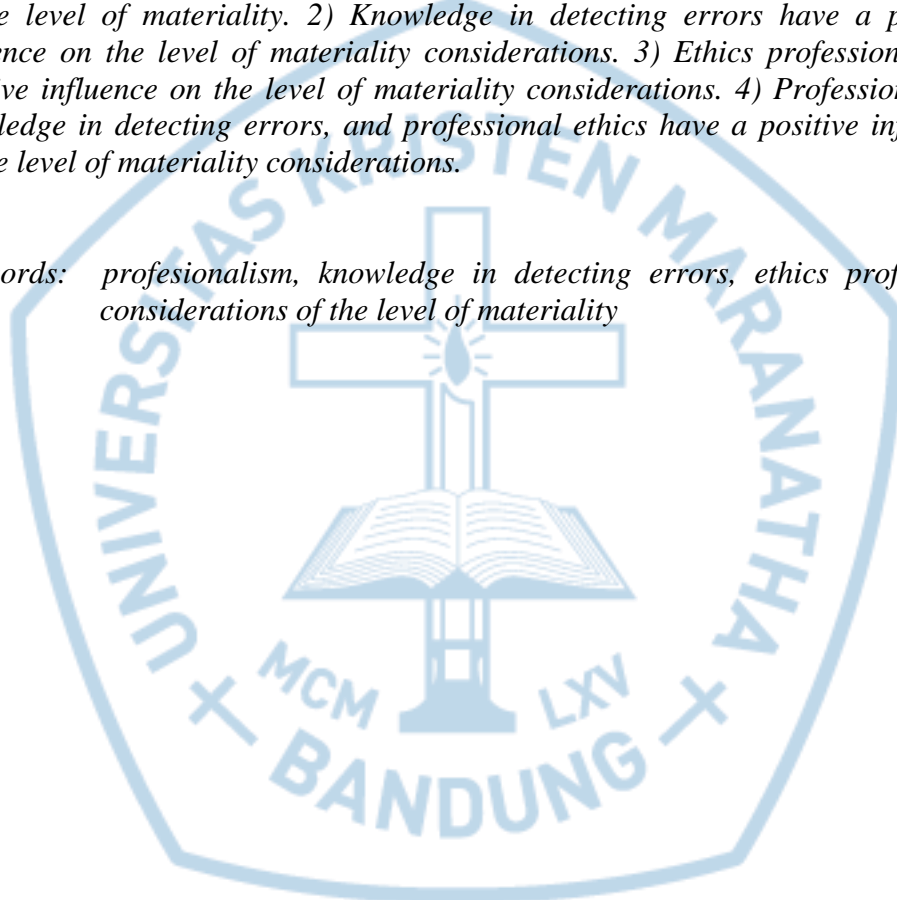 e level of materiality. 2) Knowledge in detecting errors have a p
ence on the level of materiality considerations. 3) Ethics profession
ive influence on the level of materiality considerations. 4) Profession
ledge in detecting errors, and professional ethics have a positive inf
e level of materiality considerations.
ords: profesionalism, knowledge in detecting errors, ethics prof
considerations of the level of materiality
UNIVERSITAS KRISTEN MARANATHA
MCM LXV
BANDUNG